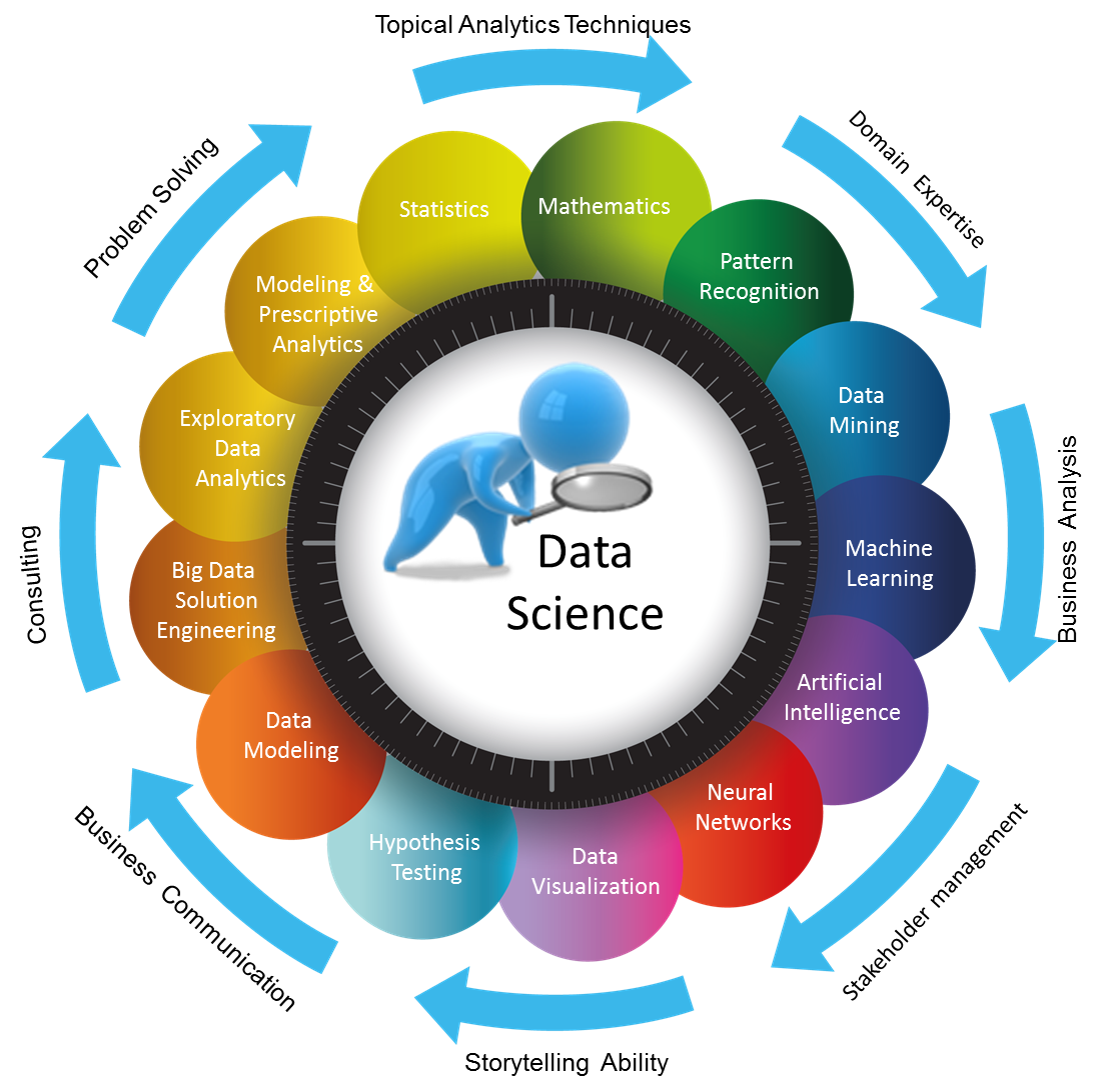 Topical Analytics Techniques
Domain Expertise
Business Analysis
Stakeholder management
Storytelling Ability
Business Communication
Consulting
Problem Solving
Statistics
Mathematics
Pattern
Recognition
Data
Mining
Machine
Learning
Artificial
Intelligence
Neural
Networks
Data
Visualization
Hypothesis
Testing
Data
Modeling
Big Data
Solution
Engineering
Exploratory
Data
Analytics
Modeling &
Prescriptive
Analytics
Data
Science